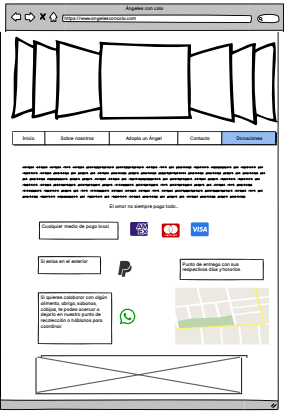 Ángeles con cola
https://www.angelesconcola.com
Inicio
Sobre nosotros
Adopta un Ángel
Contacto
Donaciones
El amor no siempre paga todo..
Cualquier medio de pago local
AM
EX
VISA
Si estas en el exterior
Punto de entrega con sus
respectivos días y horarios.
Si quieres colaborar con algún
alimento, abrigo, sabanas,
cobijas, te podes acercar a
dejarlo en nuestro punto de
recolección o háblanos para
coordinar.